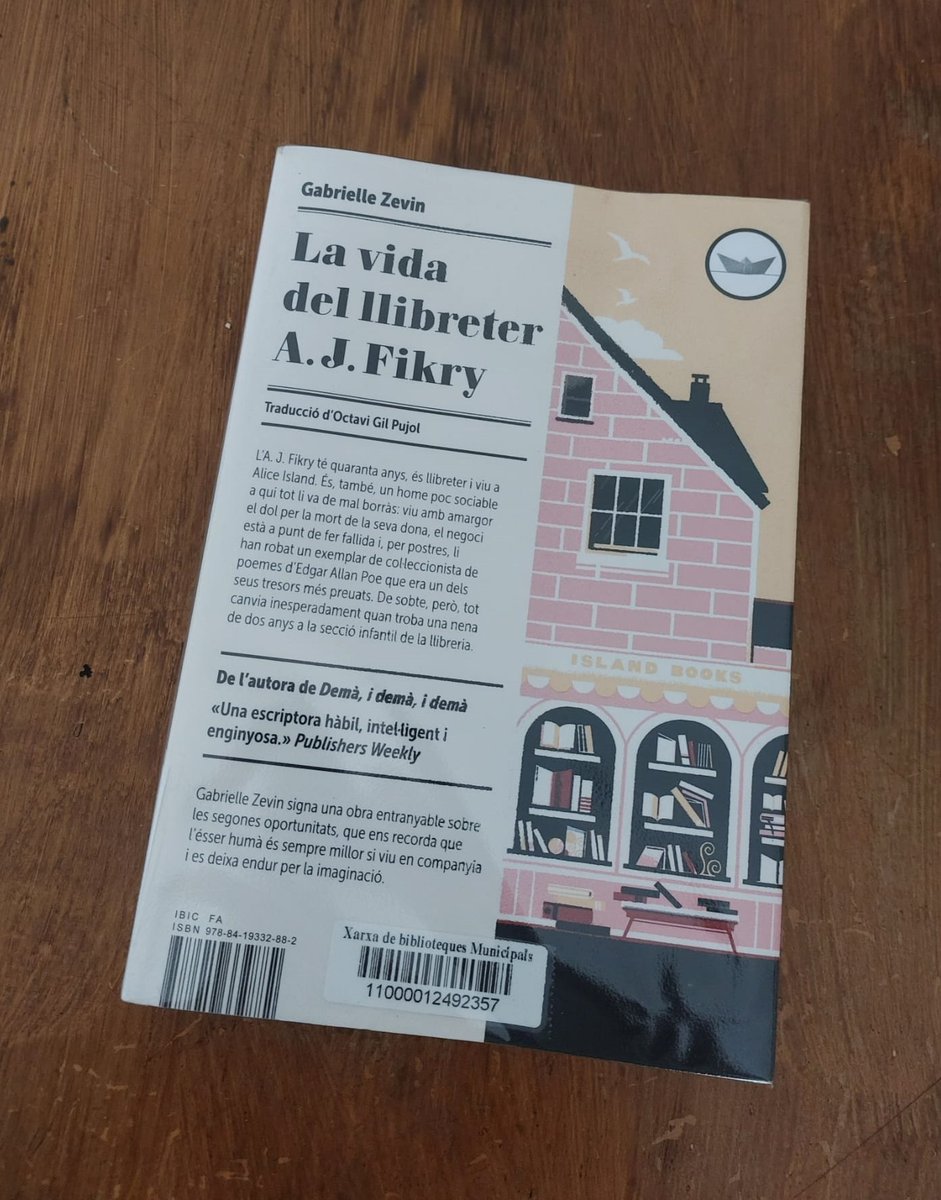 Gabrielle Zevin
La vida
del llibreter
A. J. Fikry
Traducció d'Octavi Gil Pujol
L'A. J. Fikry té quaranta anys, és llibreter i viu a
Alice Island. És, també, un home poc sociable
a qui tot li va de mal borràs: viu amb amargor
el dol per la mort de la seva dona, el negoci
està a punt de fer fallida i, per postres, li
han robat un exemplar de col·leccionista de
poemes d'Edgar Allan Poe que era un dels
seus tresors més preuats. De sobte, però, tot
canvia inesperadament quan troba una nena
de dos anys a la secció infantil de la llibreria.
De l'autora de Demà, i demà, i demà
«Una escriptora hàbil, intel·ligent i
enginyosa.» Publishers Weekly
Gabrielle Zevin signa una obra entranyable sobre
les segones oportunitats, que ens recorda que
l'ésser humà és sempre millor si viu en companyia
i es deixa endur per la imaginació.
IBIC FA
ISBN 978-84-19332-88-2
Xarxa de biblioteques Municipals
11000012492357
ISLAND BOOKS